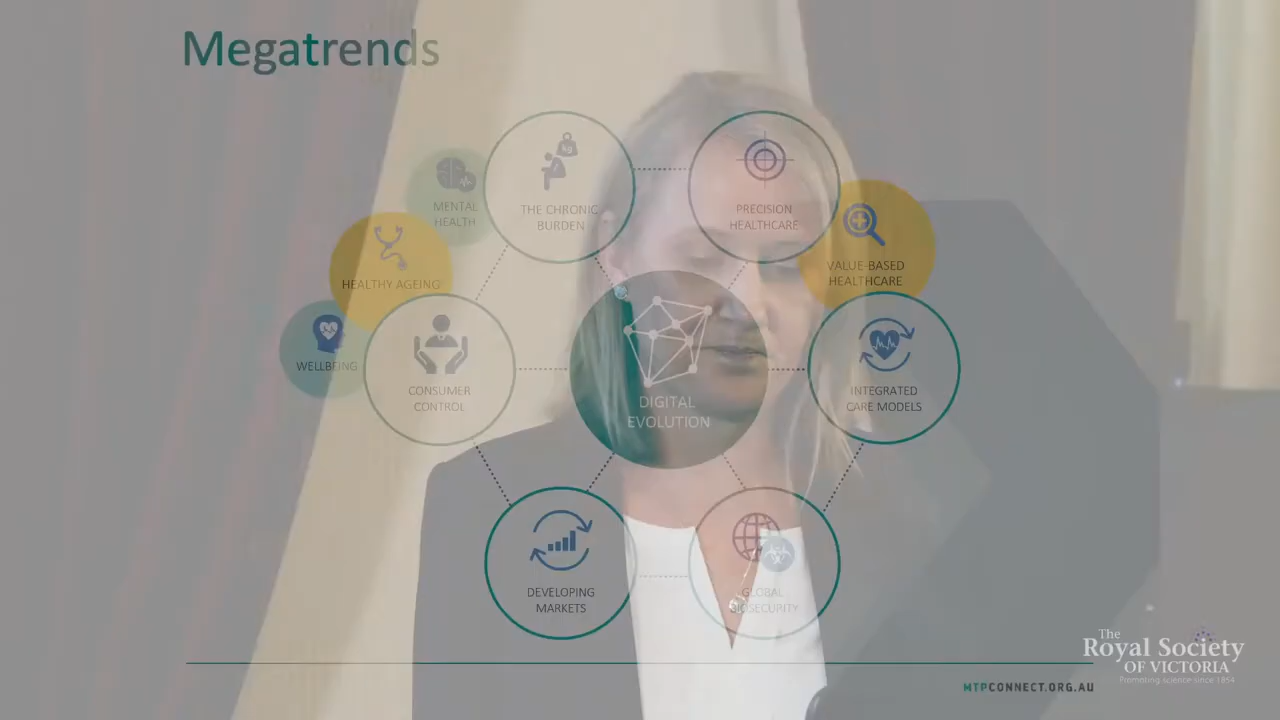 Megatrends
MENTAL
HEALTH
THE CHRONIC
BURDEN
PRECISION
HEALTHCARE
VALUE-BASED
HEALTHCARE
HEALTHY AGEING
WELLBEING
CONSUMER
CONTROL
DIGITAL
EVOLUTION
INTEGRATED
CARE MODELS
DEVELOPING
MARKETS
GLOBAL
BIOSECURITY
The
Royal Society
OF VICTORIA
Promoting science since 1854
MTPCONNECT.ORG.AU